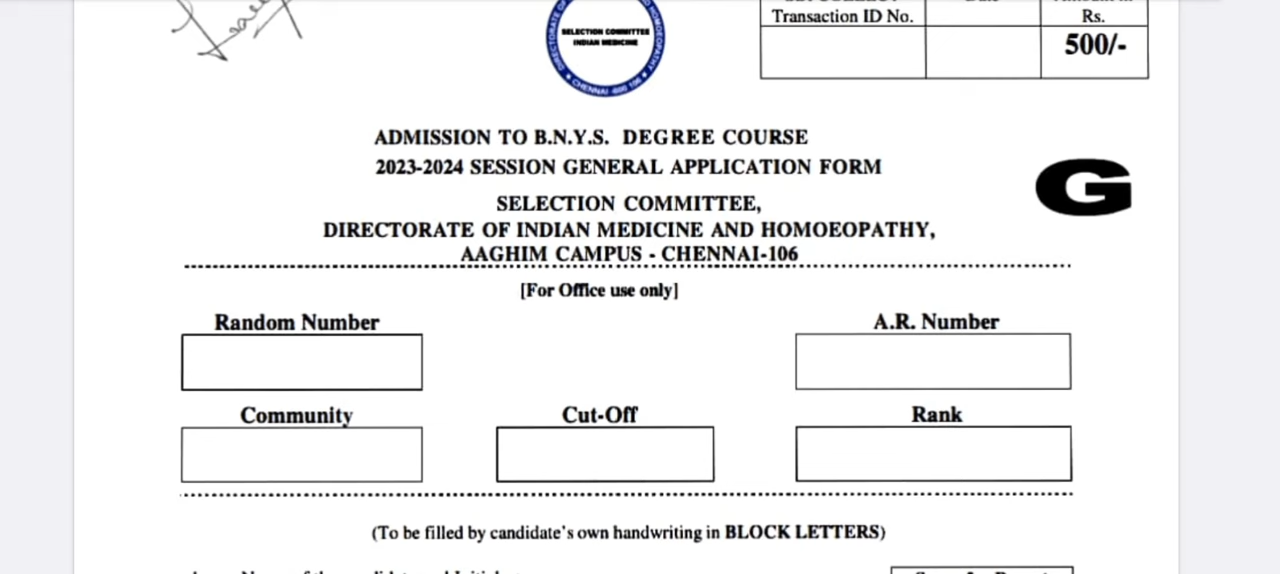 Transaction ID No.
Rs.
500/-
SELECTION COMMITTEE
INDIAN MEDICINE
CHENNAI -600 106
ADMISSION TO B.N.Y.S. DEGREE COURSE
2023-2024 SESSION GENERAL APPLICATION FORM
G
SELECTION COMMITTEE,
DIRECTORATE OF INDIAN MEDICINE AND HOMOEOPATHY,
AAGHIM CAMPUS - CHENNAI-106
[For Office use only]
Random Number
A.R. Number
Community
Cut-Off
Rank
(To be filled by candidate's own handwriting in BLOCK LETTERS)